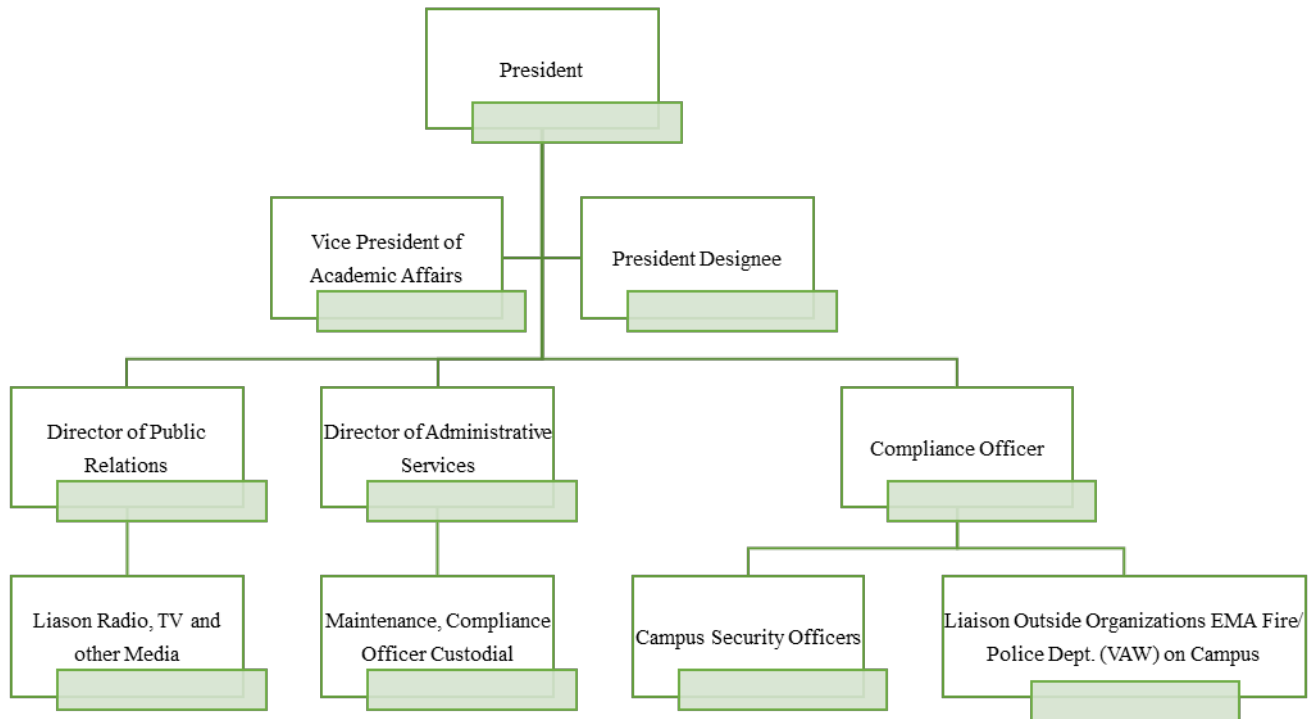 President
Vice President of
Academic Affairs
President Designee
Director of Public
Relations
Director of Administrative
Services
Compliance Officer
Liason Radio, TV and
other Media
Maintenance, Compliance
Officer Custodial
Campus Security Officers
Liaison Outside Organizations EMA Fire/
Police Dept. (VAW) on Campus